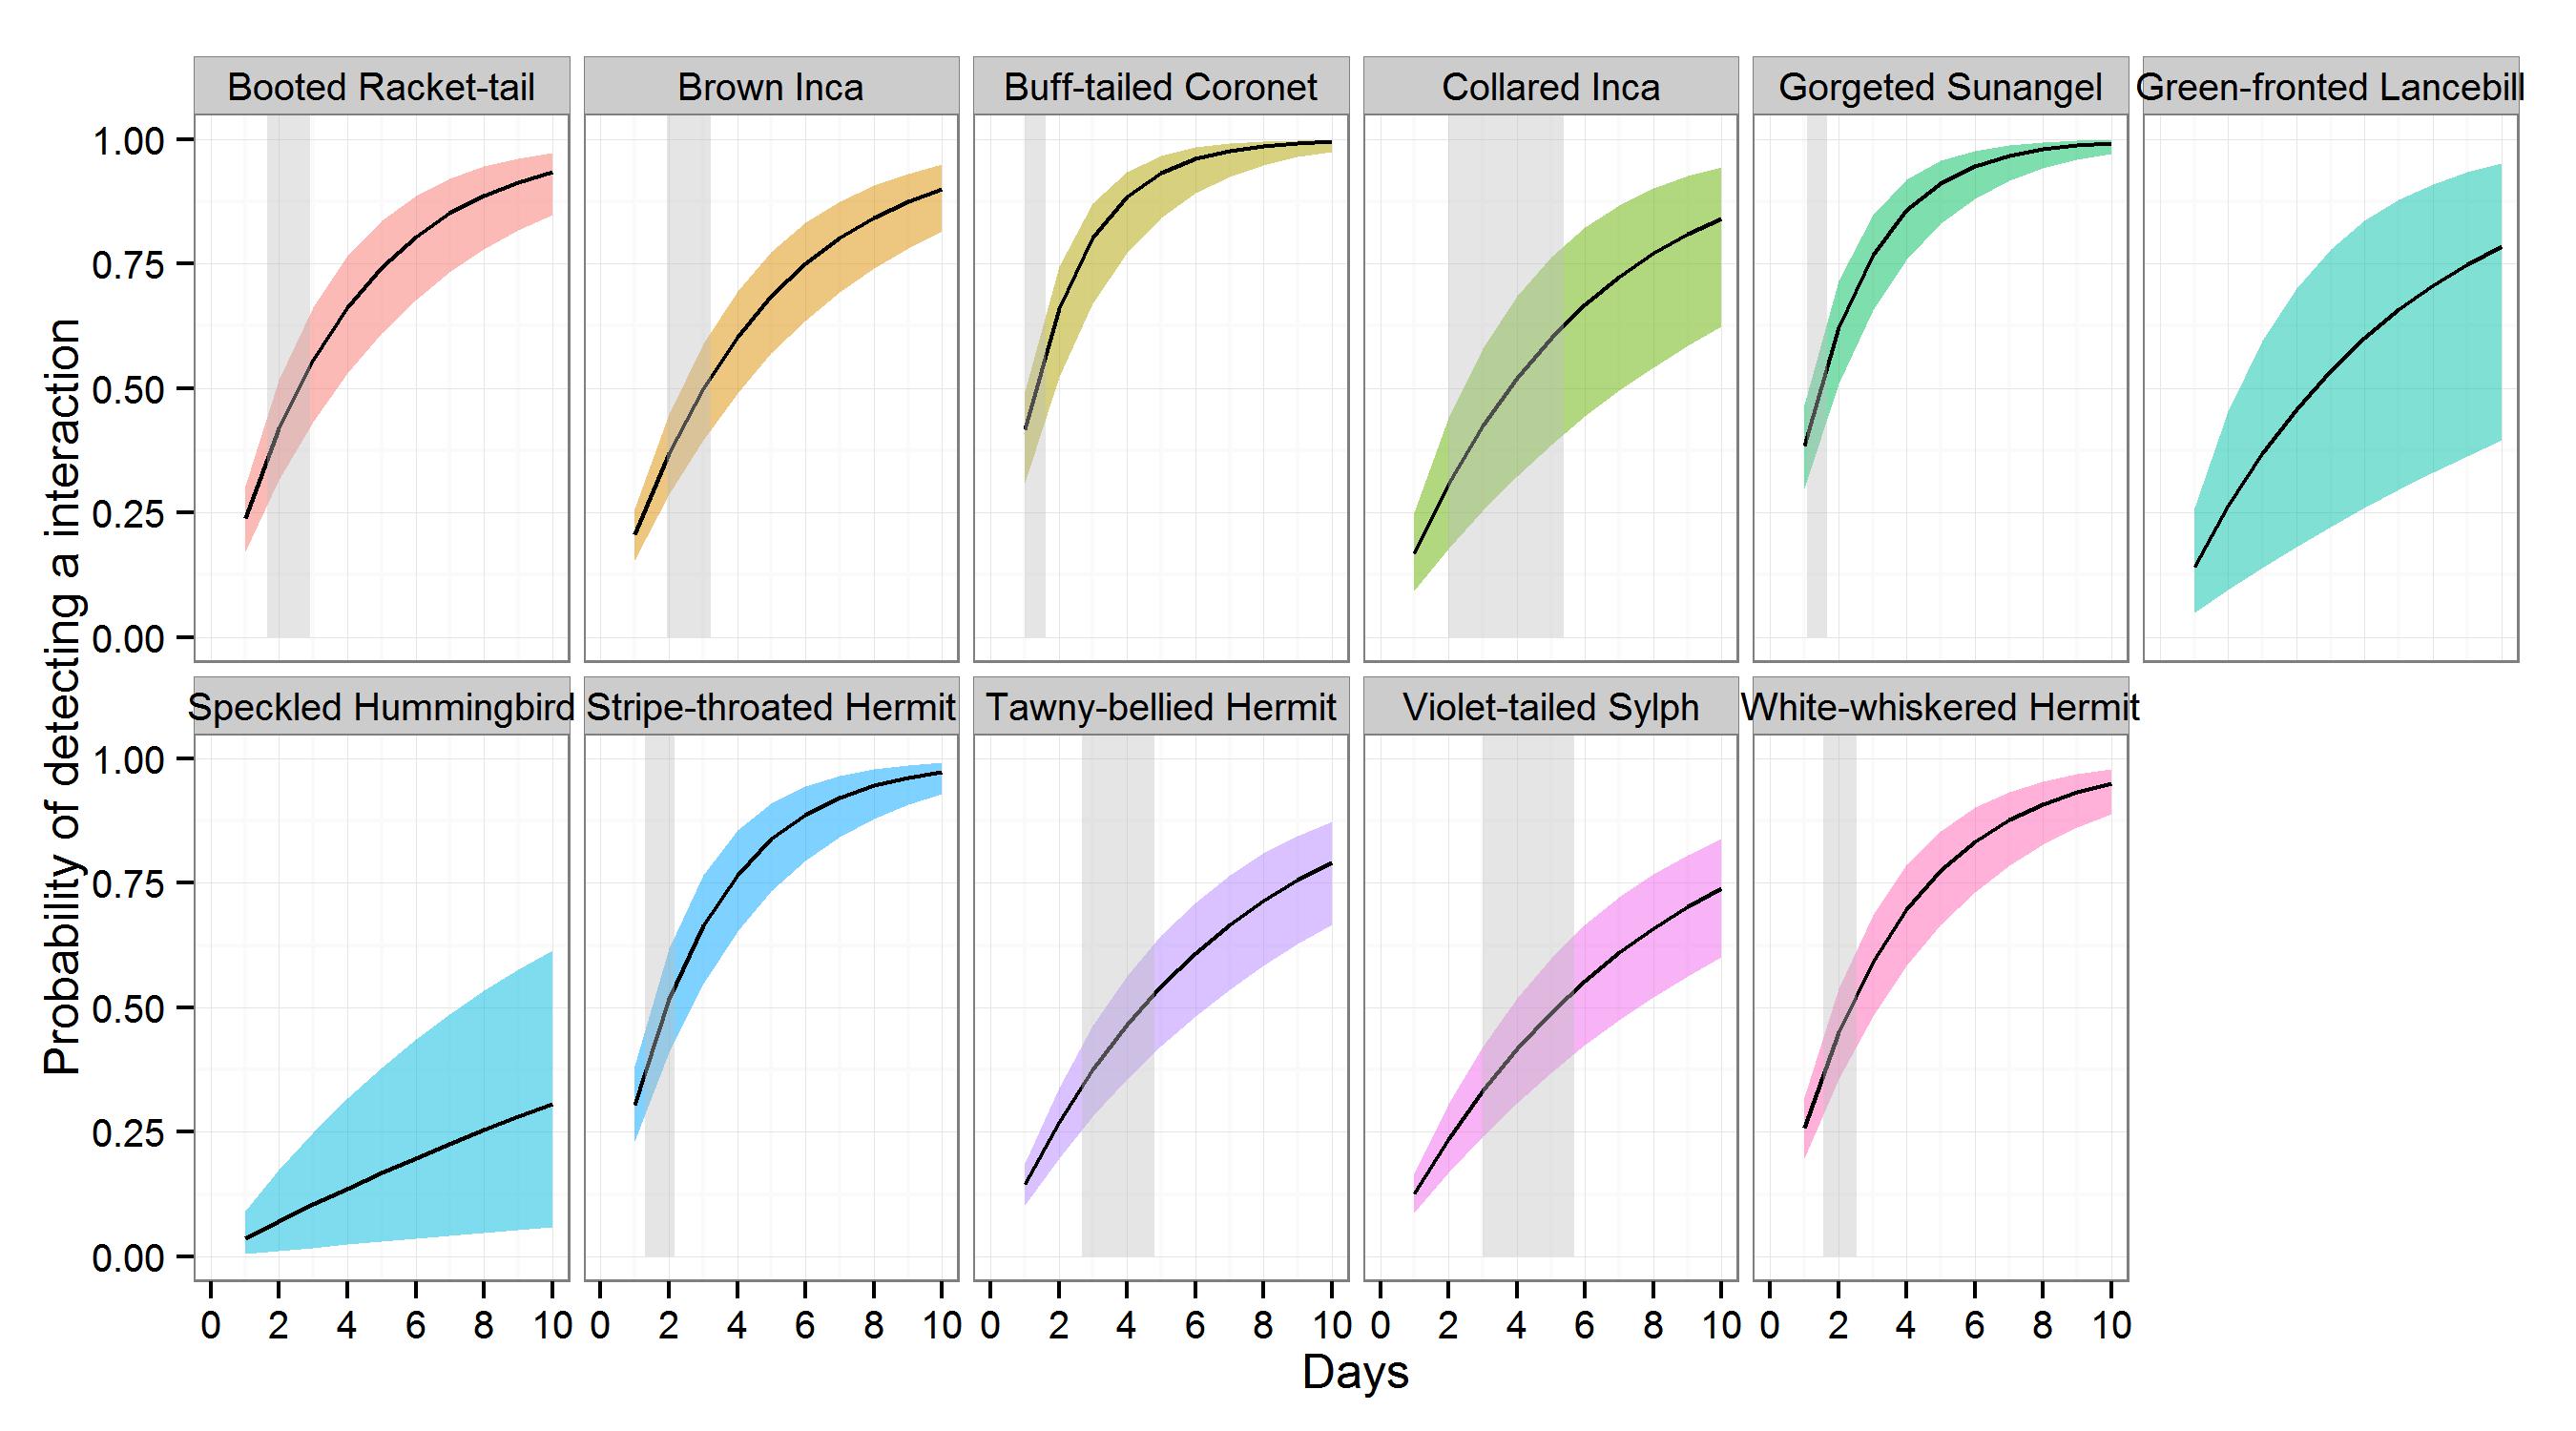 Booted Racket-tail
Brown Inca
Buff-tailed Coronet
Collared Inca
Gorgeted Sunangel
Green-fronted Lancebill
1.00
0.75
0.50
0.25
0.00
Probability of detecting a interaction
Speckled Hummingbird
Stripe-throated Hermit
Tawny-bellied Hermit
Violet-tailed Sylph
White-whiskered Hermit
1.00
0.75
0.50
0.25
0.00
0 2 4 6 8 10
0 2 4 6 8 10
0 2 4 6 8 10
0 2 4 6 8 10
0 2 4 6 8 10
Days